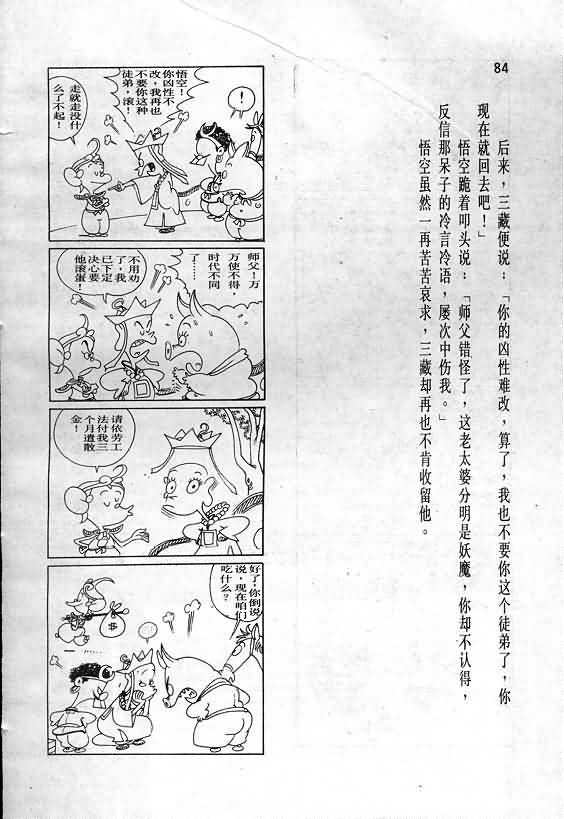 84
后来，三藏便说：「你的凶性难改，算了，我也不要你这个徒弟了，你
现在就回去吧！」
悟空跪着叩头说：「师父错怪了，这老太婆分明是妖魔，你却不认得，
反信那呆子的冷言冷语，屡次中伤我。」
悟空虽然一再苦苦哀求，三藏却再也不肯收留他。
！
悟空！
你凶性不
改，我再也
不要你这种
徒弟，滚！
走就走没什
么了不起！
师父！万
万使不得，
时代不同
了……
不用劝
了，我
已下定
决心要
他滚蛋！
请依劳工
法付我三
个月遣散
金！
$
好了，你倒说
说，现在咱们
吃什么？